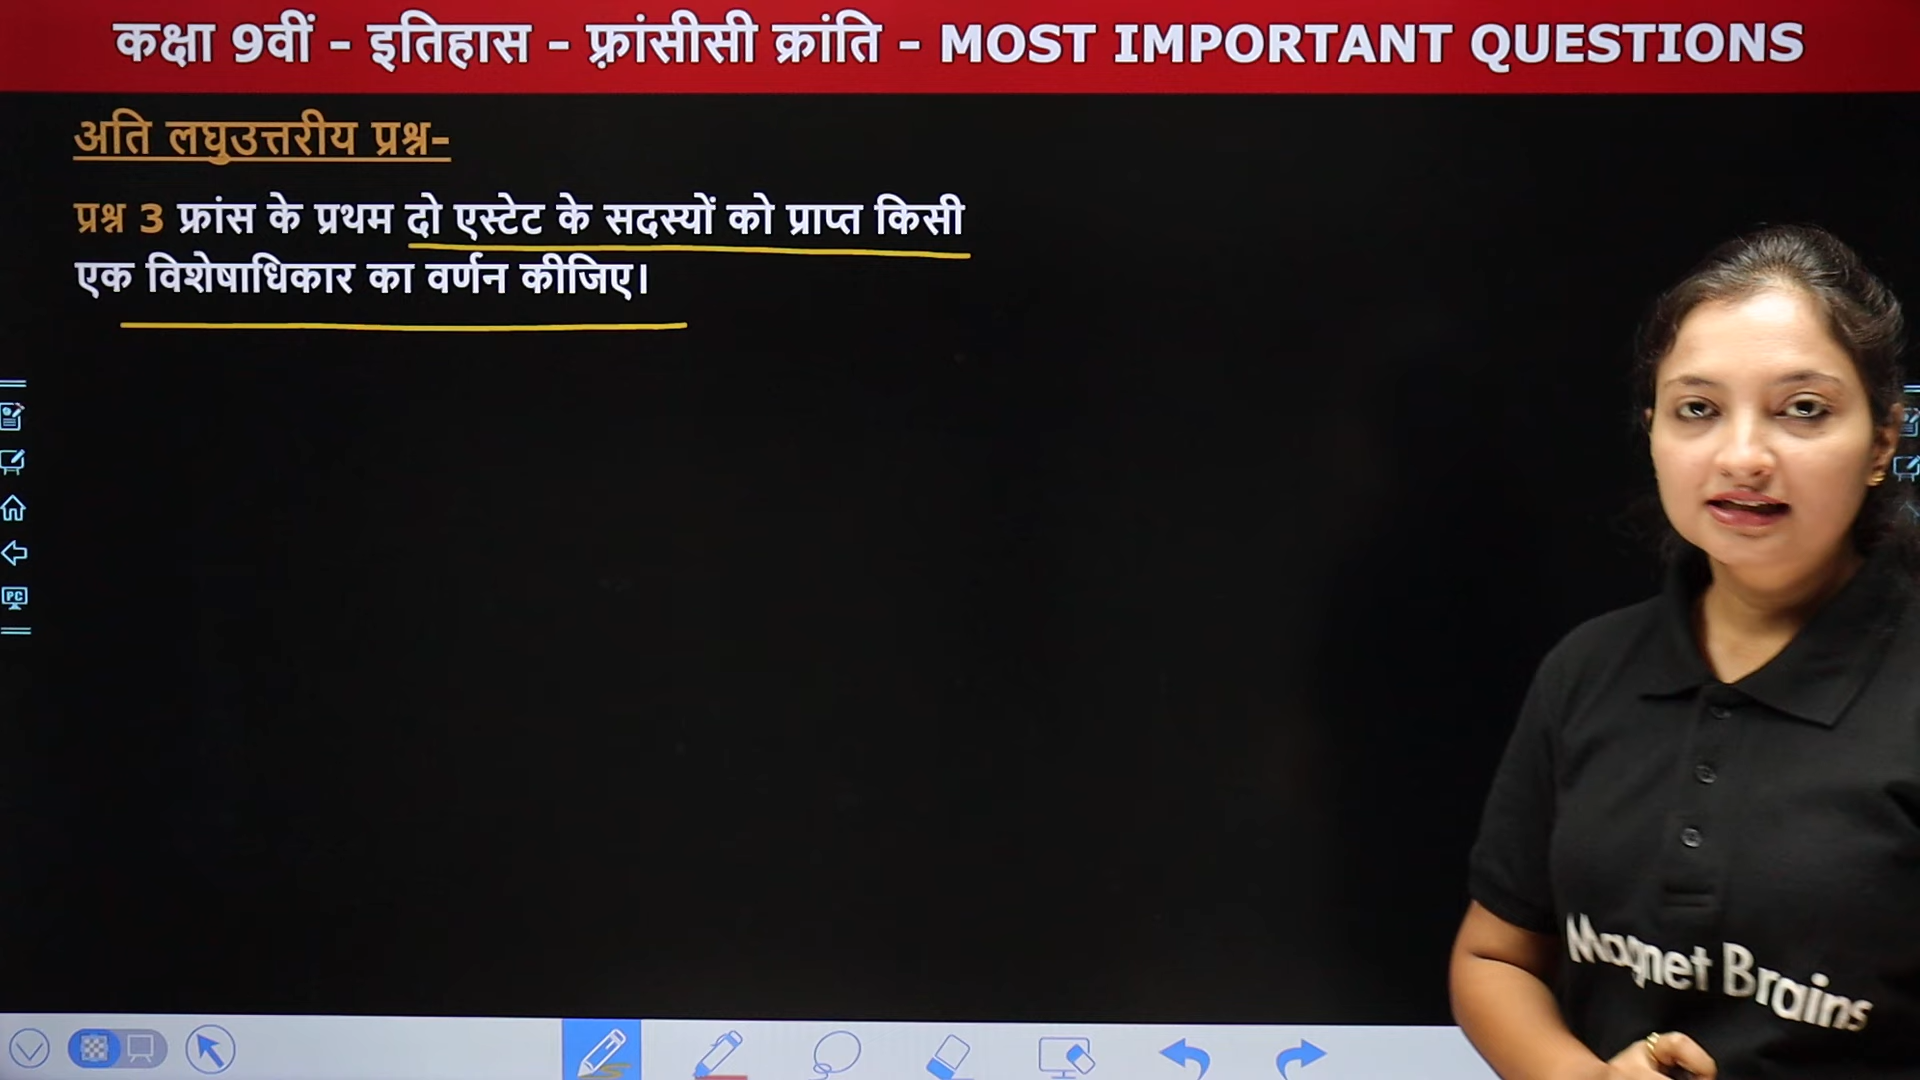 कक्षा 9वीं - इतिहास - फ़्रांसीसी क्रांति - MOST IMPORTANT QUESTIONS
अति लघुउत्तरीय प्रश्न-
प्रश्न 3 फ्रांस के प्रथम दो एस्टेट के सदस्यों को प्राप्त किसी
एक विशेषाधिकार का वर्णन कीजिए।
PC
Magnet Brains